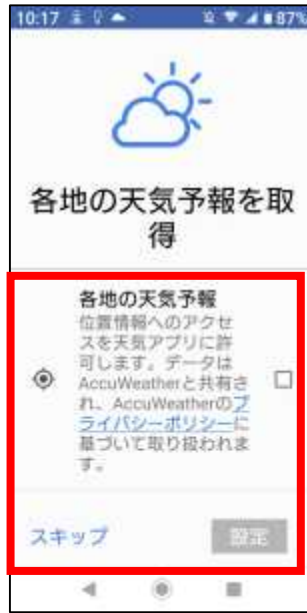 10:17 87%
各地の天気予報を取
得
各地の天気予報
位置情報へのアクセ
スを天気アプリに許
可します。データは
AccuWeatherと共有さ
れ、AccuWeatherのプ
ライバシーポリシーに
基づいて取り扱われま
す。
スキップ 設定